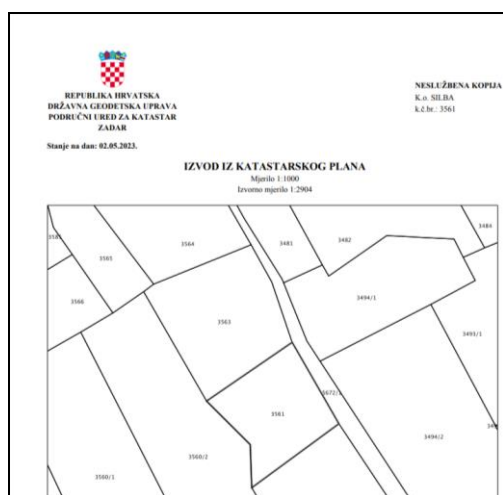 REPUBLIKA HRVATSKA
DRŽAVNA GEODETSKA UPRAVA
PODRUČNI URED ZA KATASTAR
ZADAR
Stanje na dan: 02.05.2023.
NESLUŽBENA KOPIJA
K.o. SILBA
k.č.br.: 3561
IZVOD IZ KATASTARSKOG PLANA
Mjerilo 1:1000
Izvorno mjerilo 1:2904
3484
3564
3481
3482
3565
3566
3494/1
3563
3493/1
3561
3494/2
3560/2
3560/1